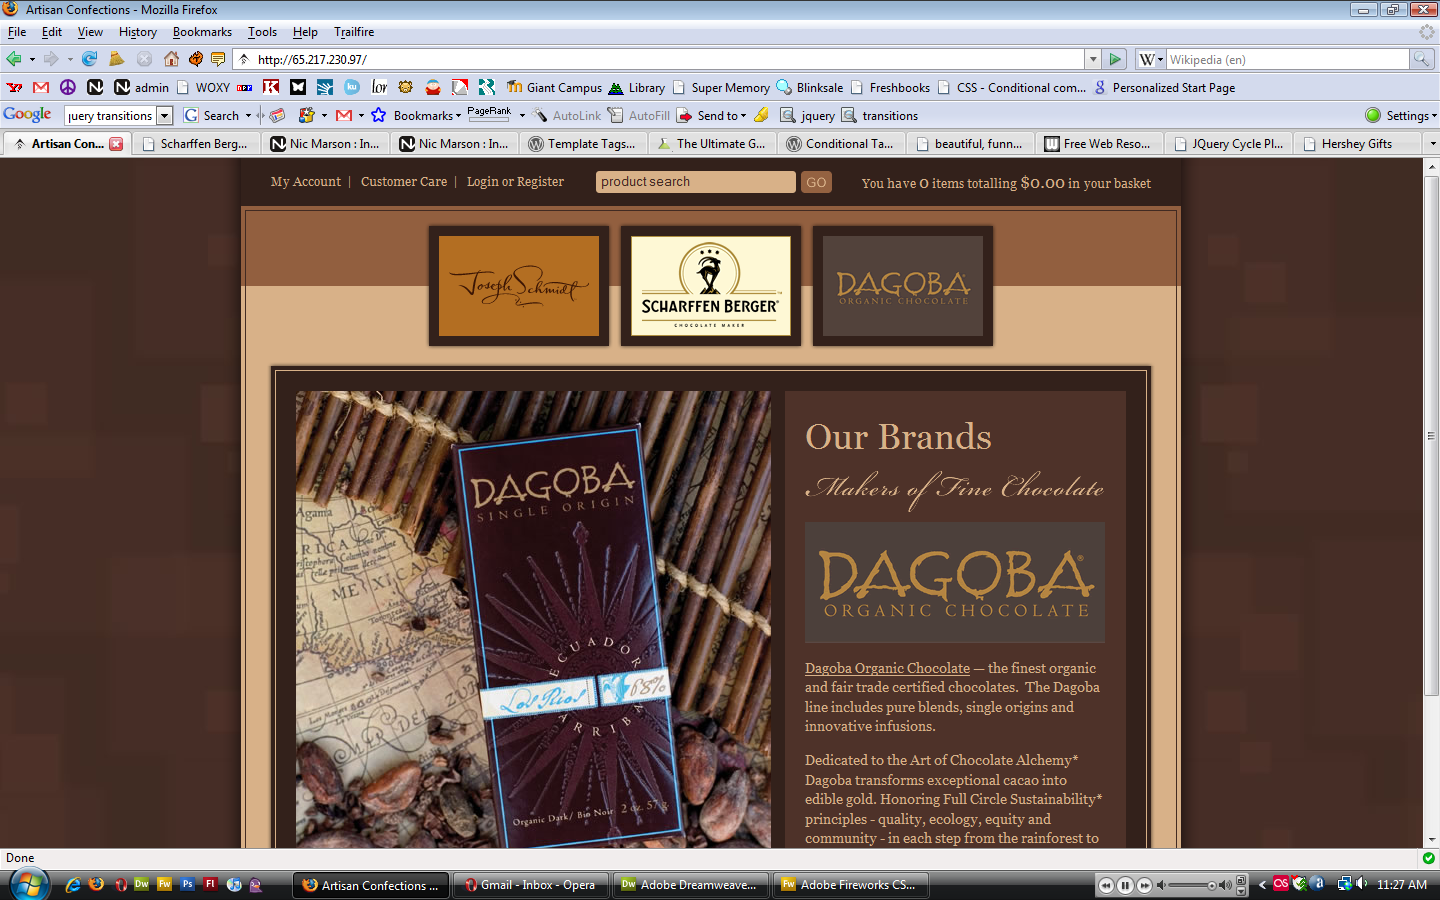 Artisan Confections - Mozilla Firefox
File Edit View History Bookmarks Tools Help Trailfire
http://65.217.230.97/
W Wikipedia (en)
admin WOXY NPR ku lor Giant Campus Library Super Memory Blinksale Freshbooks CSS - Conditional com... Personalized Start Page
Google query transitions G Search Bookmarks PageRank AutoLink AutoFill Send to jquery transitions Settings
Artisan Con... Scharffen Berg... Nic Marson : In... Nic Marson : In... Template Tags... The Ultimate G... Conditional Ta... beautiful, funn... Free Web Reso... JQuery Cycle Pl... Hershey Gifts
My Account | Customer Care | Login or Register product search GO You have 0 items totalling $0.00 in your basket
Joseph Schmidt
SCHARFFEN BERGER®
CHOCOLATE MAKER
DAGOBA®
ORGANIC CHOCOLATE
DAGOBA
SINGLE ORIGIN
Agama
MEXICANA
MAR DEL ZUR
ECUADOR
Los Rios 68%
ARRIBA
Organic Dark/ Bio Noir 2 oz. 57 g
Our Brands
Makers of Fine Chocolate
DAGOBA®
ORGANIC CHOCOLATE
Dagoba Organic Chocolate — the finest organic
and fair trade certified chocolates. The Dagoba
line includes pure blends, single origins and
innovative infusions.
Dedicated to the Art of Chocolate Alchemy*
Dagoba transforms exceptional cacao into
edible gold. Honoring Full Circle Sustainability*
principles - quality, ecology, equity and
community - in each step from the rainforest to
Done
Artisan Confections ... Gmail - Inbox - Opera Adobe Dreamweave... Adobe Fireworks CS... 11:27 AM